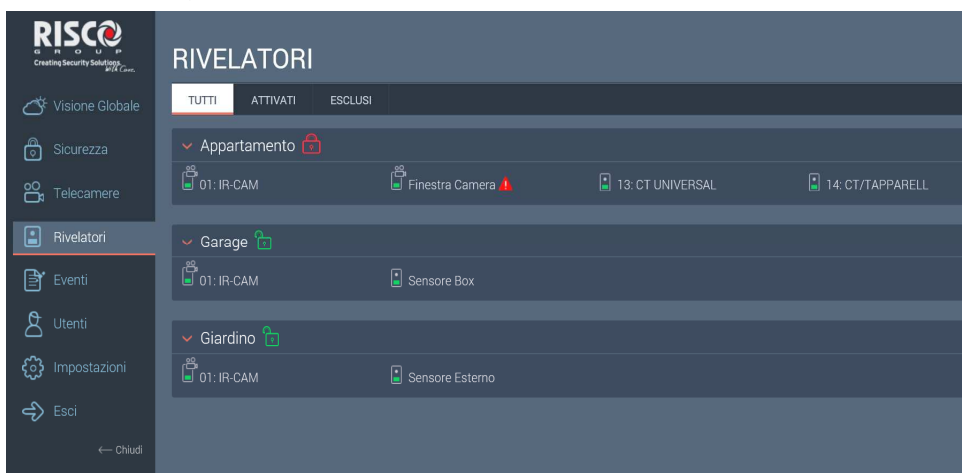 RISCO
GROUP
Creating Security Solutions
With Care.
Visione Globale
Sicurezza
Telecamere
Rivelatori
Eventi
Utenti
Impostazioni
Esci
← Chiudi
RIVELATORI
TUTTI ATTIVATI ESCLUSI
Appartamento
01: IR-CAM Finestra Camera 13: CT UNIVERSAL 14: CT/TAPPARELL
Garage
01: IR-CAM Sensore Box
Giardino
01: IR-CAM Sensore Esterno